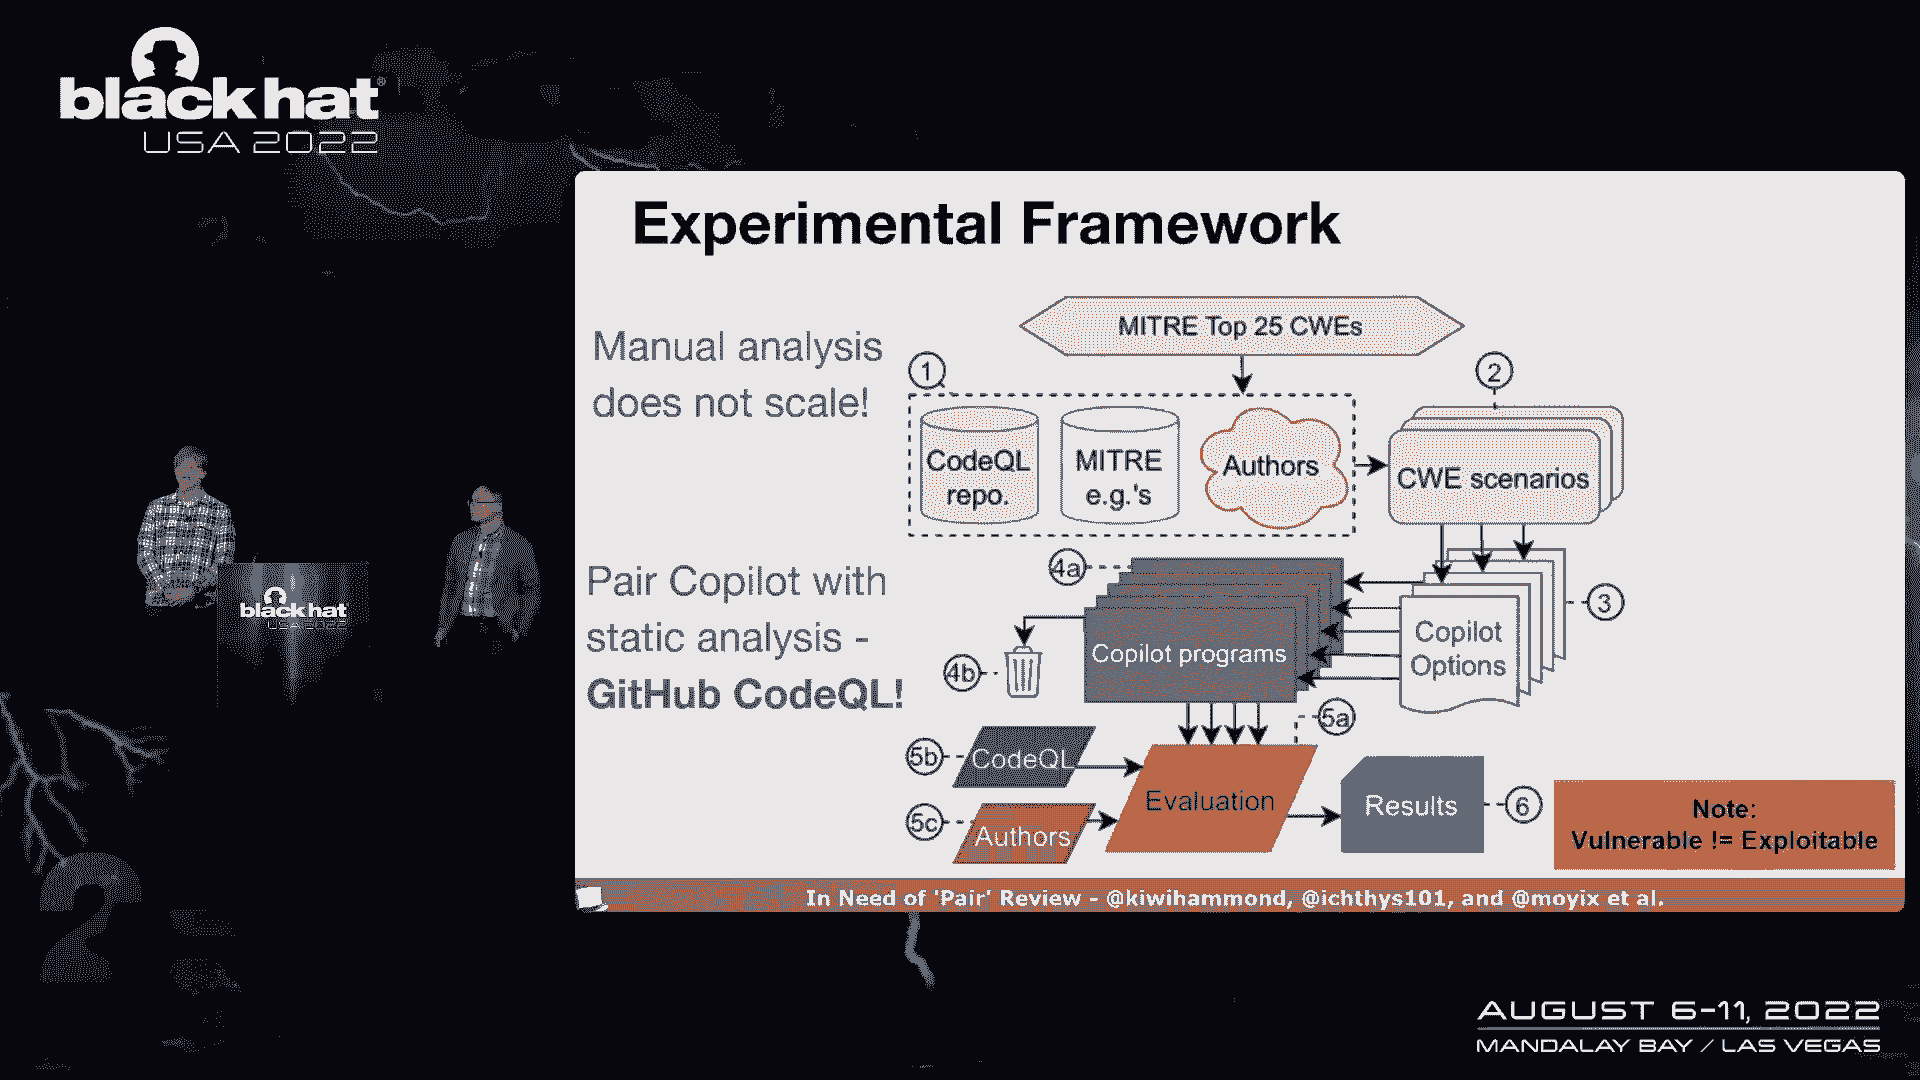 black hat®
USA 2022
Experimental Framework
Manual analysis
does not scale!
Pair Copilot with
static analysis -
GitHub CodeQL!
MITRE Top 25 CWEs
1
2
CodeQL
repo.
MITRE
e.g.'s
Authors
CWE scenarios
4a
3
Copilot programs
Copilot
Options
4b
5a
5b
CodeQL
Evaluation
Results
6
5c
Authors
Note:
Vulnerable != Exploitable
In Need of 'Pair' Review - @kiwihammond, @ichthys101, and @moyix et al.
black hat
USA 2022
2
AUGUST 6-11, 2022
MANDALAY BAY / LAS VEGAS